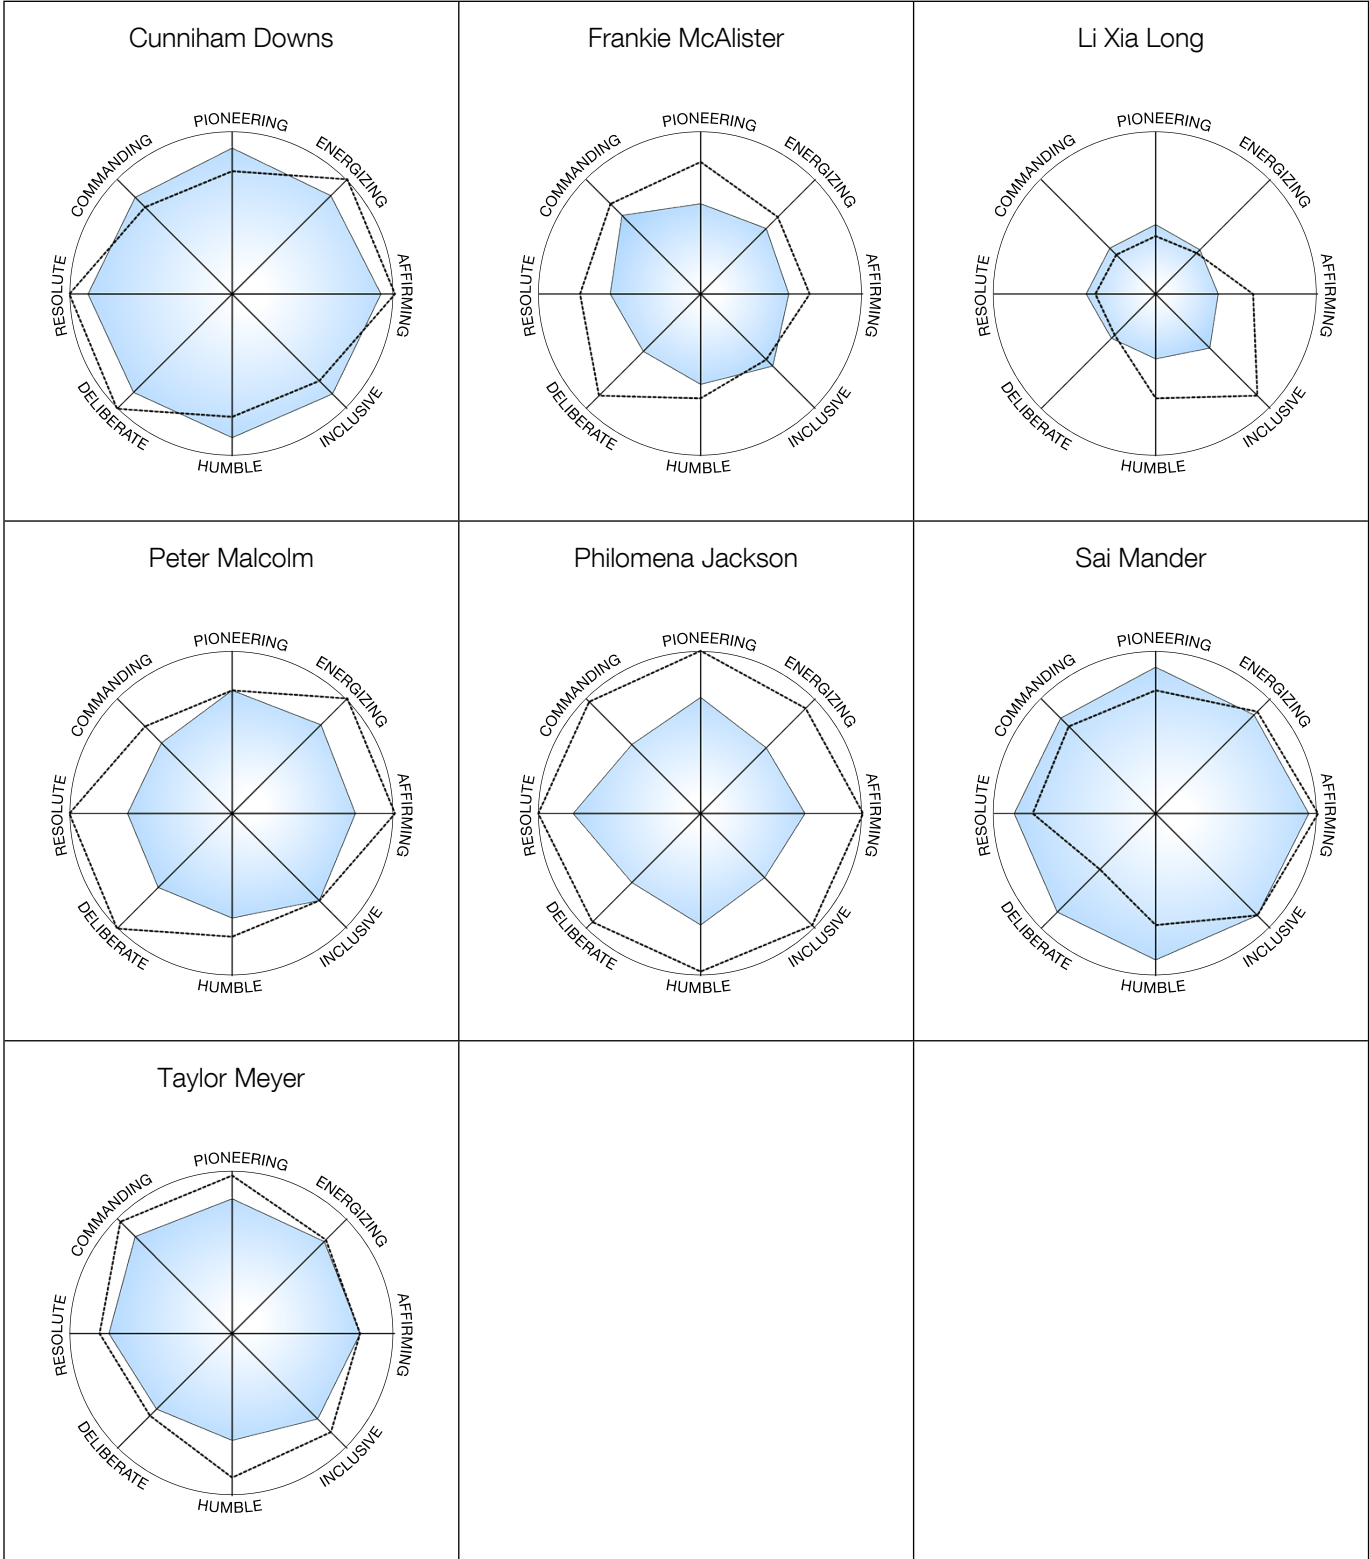 Cunniham Downs
PIONEERING
ENERGIZING
AFFIRMING
INCLUSIVE
HUMBLE
DELIBERATE
RESOLUTE
COMMANDING
Frankie McAlister
PIONEERING
ENERGIZING
AFFIRMING
INCLUSIVE
HUMBLE
DELIBERATE
RESOLUTE
COMMANDING
Li Xia Long
PIONEERING
ENERGIZING
AFFIRMING
INCLUSIVE
HUMBLE
DELIBERATE
RESOLUTE
COMMANDING
Peter Malcolm
PIONEERING
ENERGIZING
AFFIRMING
INCLUSIVE
HUMBLE
DELIBERATE
RESOLUTE
COMMANDING
Philomena Jackson
PIONEERING
ENERGIZING
AFFIRMING
INCLUSIVE
HUMBLE
DELIBERATE
RESOLUTE
COMMANDING
Sai Mander
PIONEERING
ENERGIZING
AFFIRMING
INCLUSIVE
HUMBLE
DELIBERATE
RESOLUTE
COMMANDING
Taylor Meyer
PIONEERING
ENERGIZING
AFFIRMING
INCLUSIVE
HUMBLE
DELIBERATE
RESOLUTE
COMMANDING